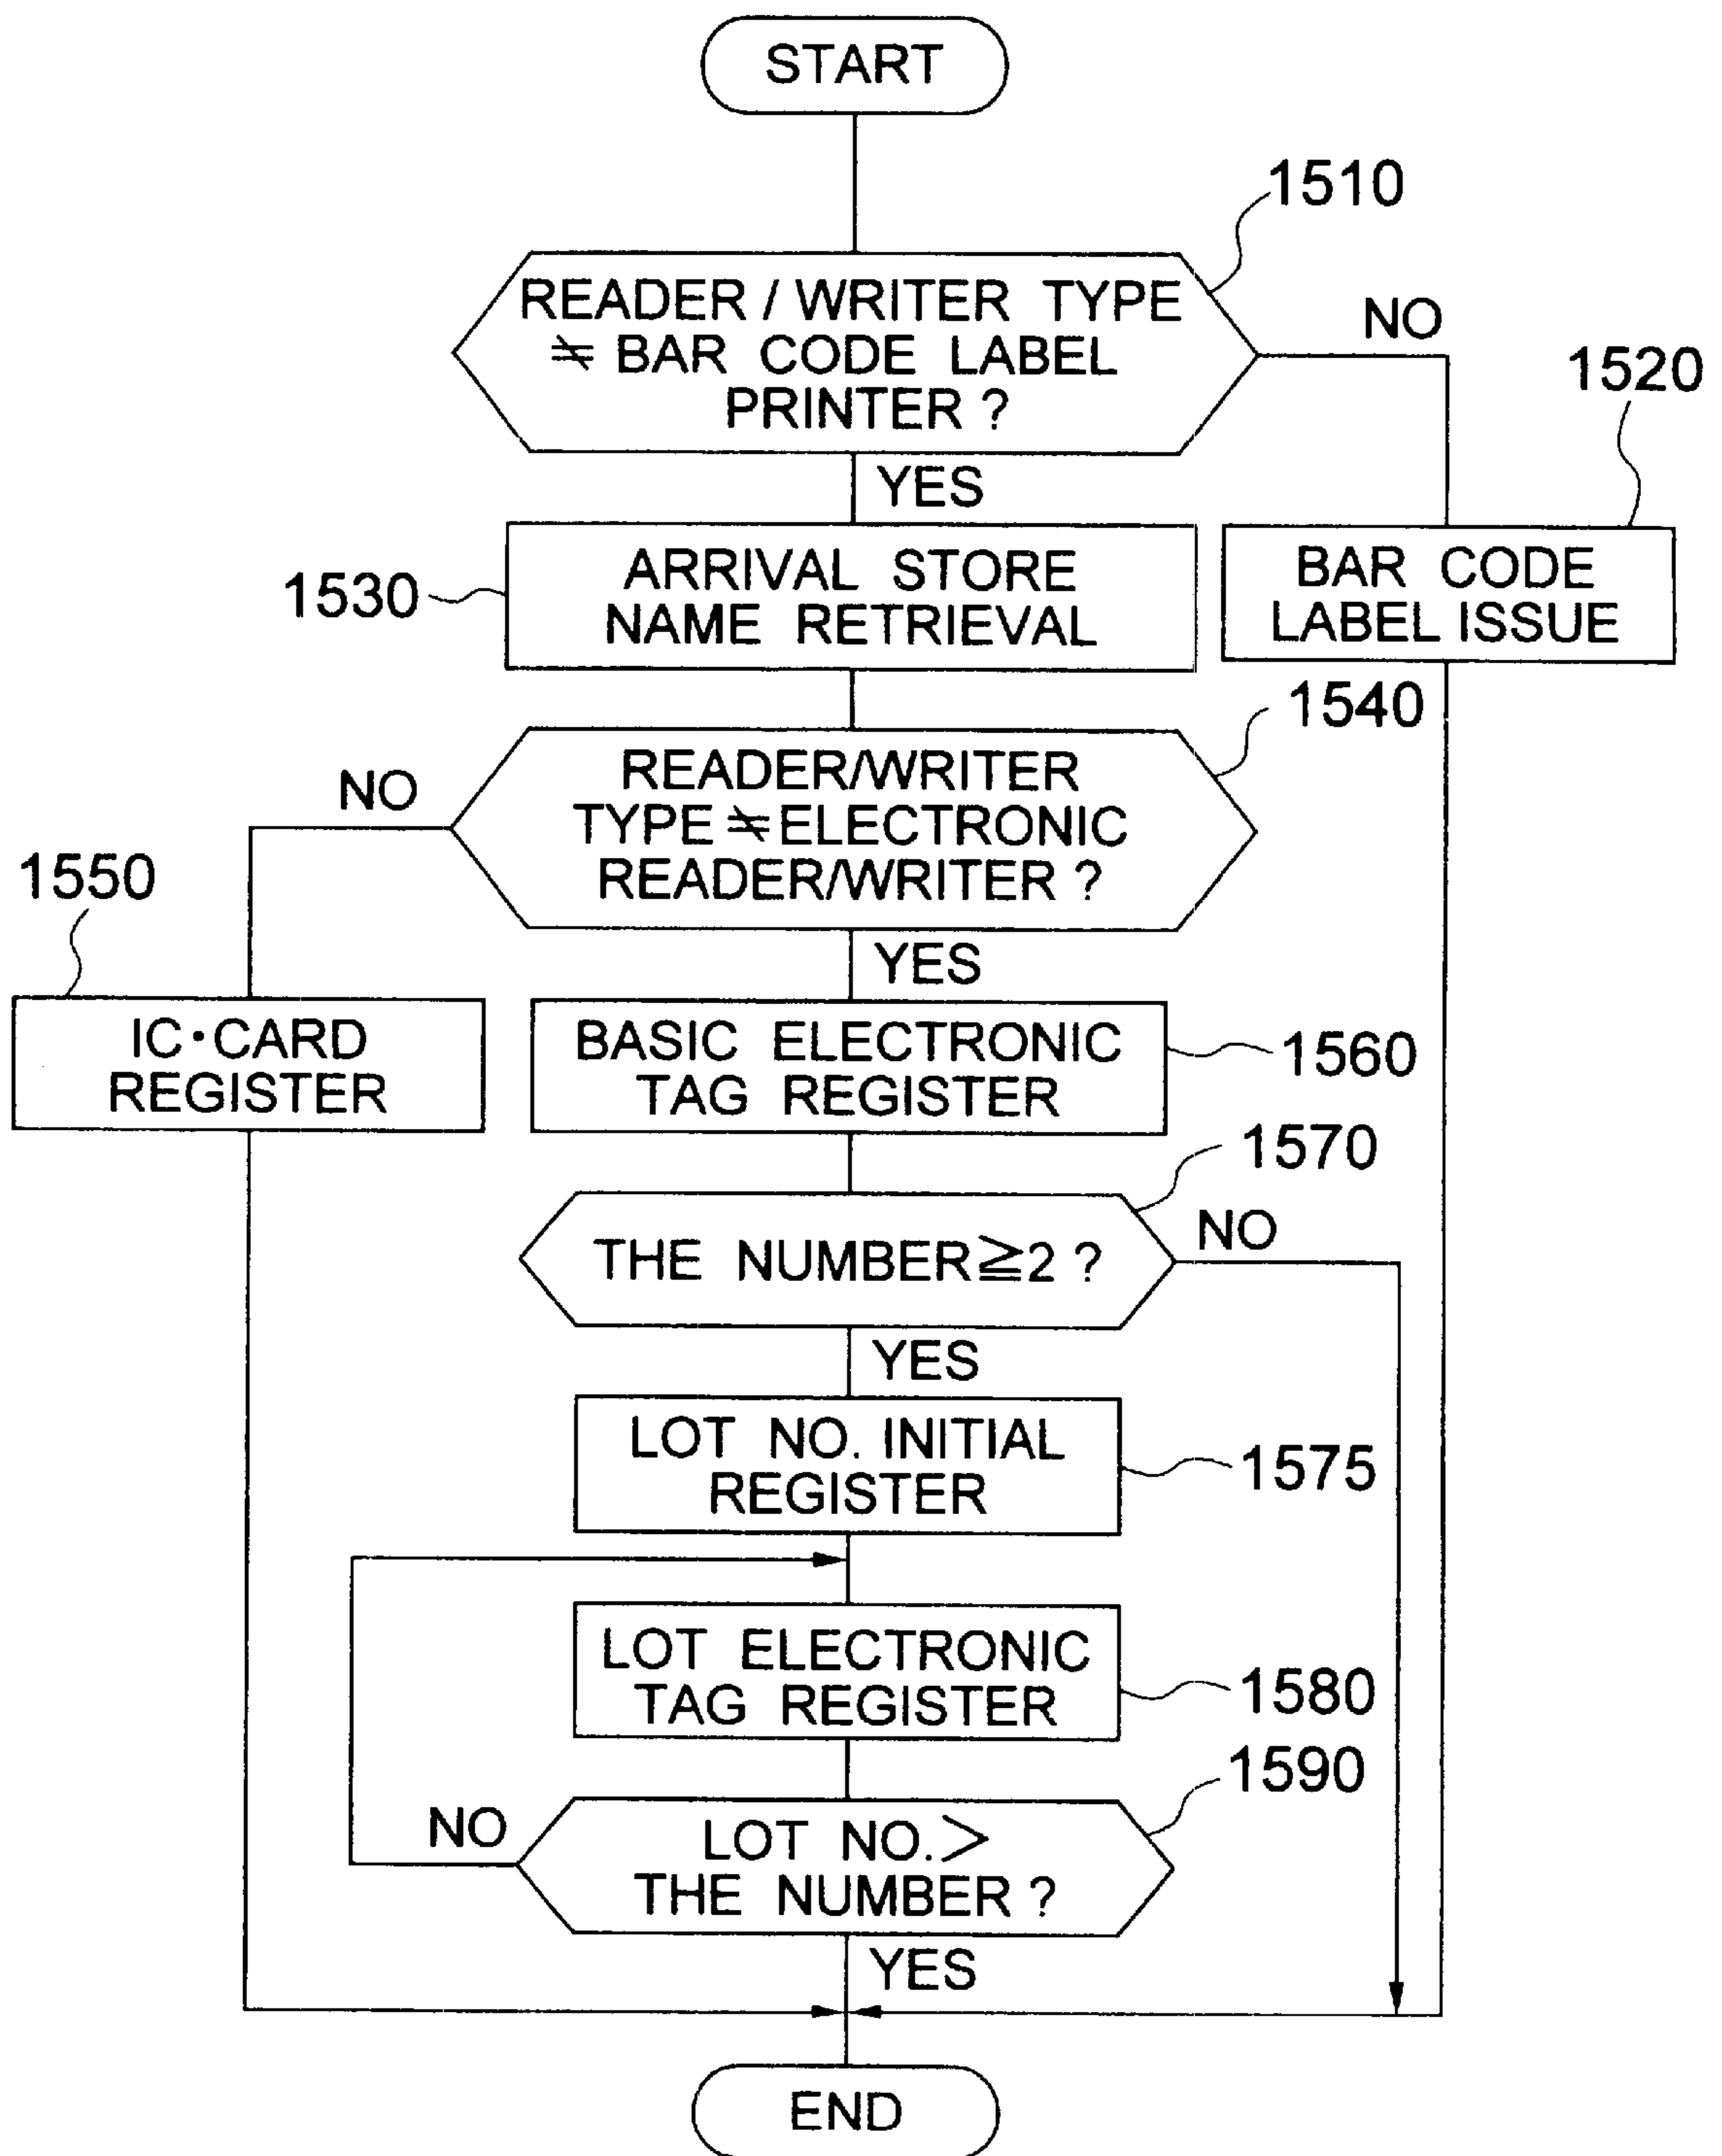 START
1510
READER / WRITER TYPE
≠ BAR CODE LABEL
PRINTER ?
NO
1520
YES
1530
ARRIVAL STORE
NAME RETRIEVAL
BAR CODE
LABEL ISSUE
1540
NO
READER/WRITER
TYPE ≠ ELECTRONIC
READER/WRITER ?
1550
YES
IC・CARD
REGISTER
BASIC ELECTRONIC
TAG REGISTER
1560
1570
THE NUMBER ≧ 2 ?
NO
YES
LOT NO. INITIAL
REGISTER
1575
LOT ELECTRONIC
TAG REGISTER
1580
1590
NO
LOT NO. >
THE NUMBER ?
YES
END